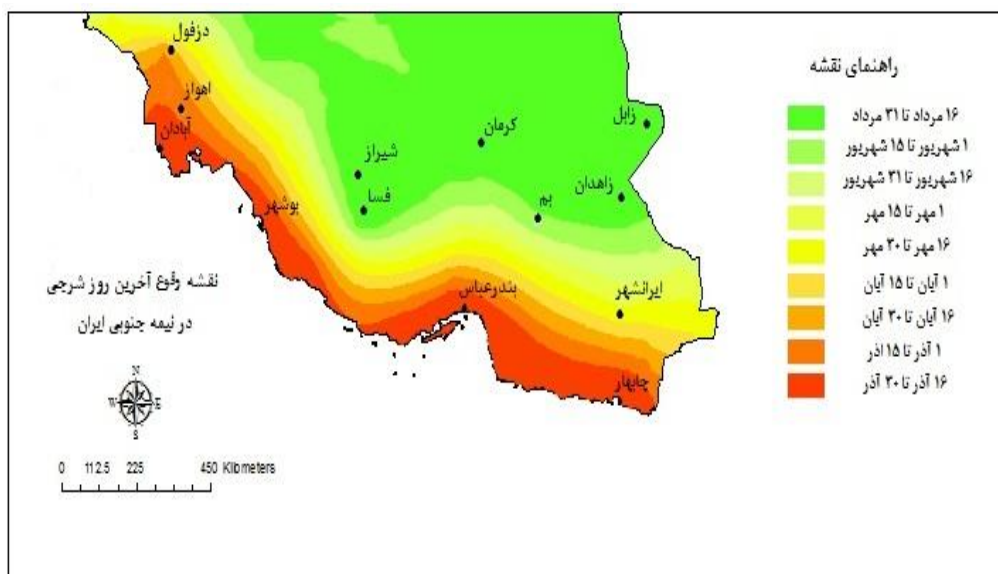 دزفول
اهواز
آبادان
شیراز
فسا
بوشهر
کرمان
زابل
زاهدان
بم
بندرعباس
ایرانشهر
چابهار
راهنمای نقشه
۱۶ مرداد تا ۳۱ مرداد
۱ شهریور تا ۱۵ شهریور
۱۶ شهریور تا ۳۱ شهریور
۱ مهر تا ۱۵ مهر
۱۶ مهر تا ۳۰ مهر
۱ آبان تا ۱۵ آبان
۱۶ آبان تا ۳۰ آبان
۱ آذر تا ۱۵ اذر
۱۶ آذر تا ۳۰ آذر
نقشه وقوع آخرین روز شرجی
در نیمه جنوبی ایران
N
W E
S
0 112.5 225 450 Kilometers